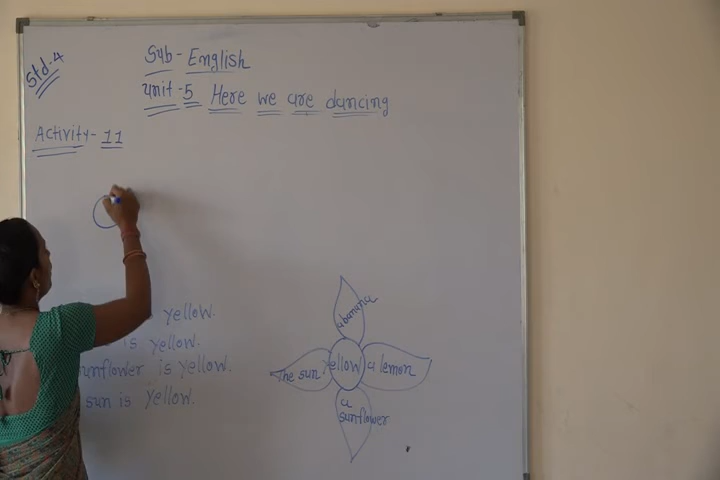 Std-4
Sub- English
Unit-5 Here we are dancing
Activity- 11
yellow.
is yellow.
sunflower is yellow.
sun is yellow.
a banana
The sun yellow a lemon
a
sunflower